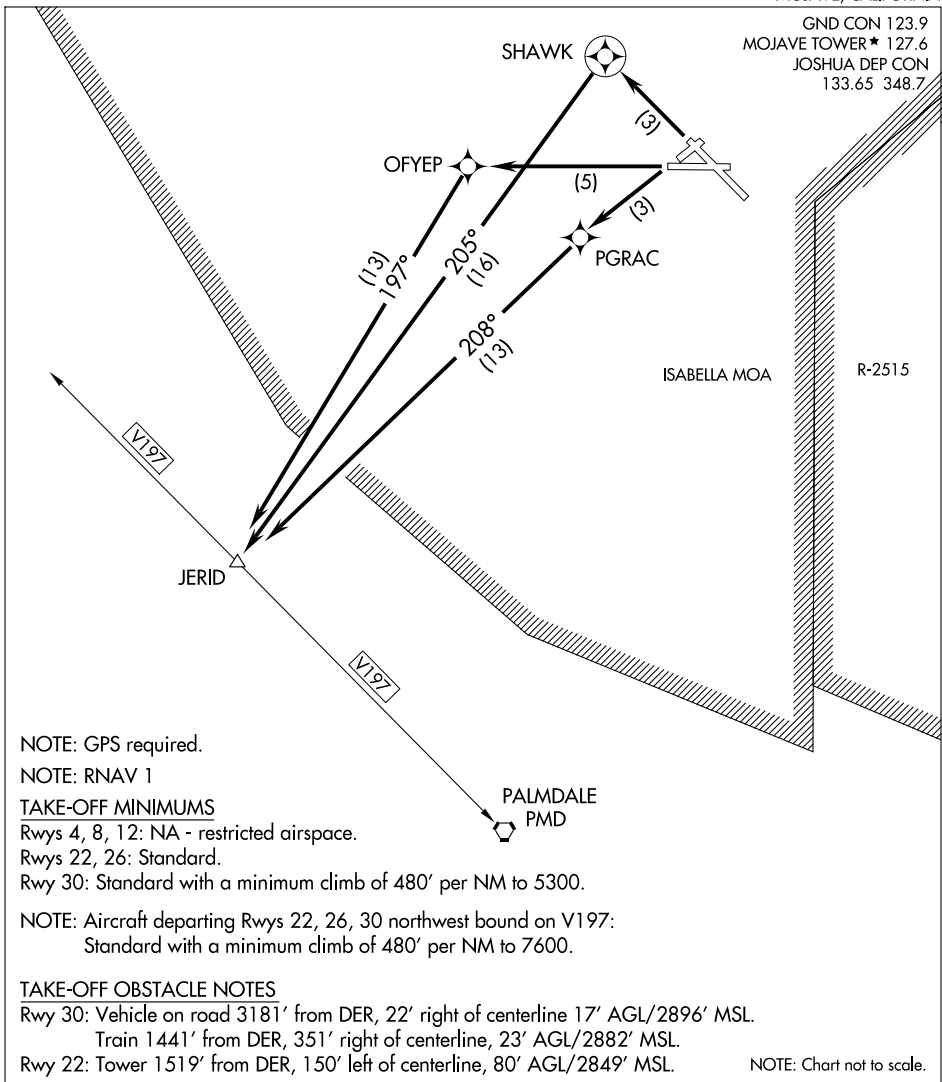 GND CON 123.9
MOJAVE TOWER★ 127.6
JOSHUA DEP CON
133.65 348.7
SHAWK
(3)
OFYEP
(5)
(3)
PGRAC
(13)
197°
205°
(16)
208°
(13)
ISABELLA MOA
R-2515
V197
JERID
V197
PALMDALE
PMD
NOTE: GPS required.
NOTE: RNAV 1
TAKE-OFF MINIMUMS
Rwys 4, 8, 12: NA - restricted airspace.
Rwys 22, 26: Standard.
Rwy 30: Standard with a minimum climb of 480' per NM to 5300.
NOTE: Aircraft departing Rwys 22, 26, 30 northwest bound on V197:
Standard with a minimum climb of 480' per NM to 7600.
TAKE-OFF OBSTACLE NOTES
Rwy 30: Vehicle on road 3181' from DER, 22' right of centerline 17' AGL/2896' MSL.
Train 1441' from DER, 351' right of centerline, 23' AGL/2882' MSL.
Rwy 22: Tower 1519' from DER, 150' left of centerline, 80' AGL/2849' MSL.
NOTE: Chart not to scale.